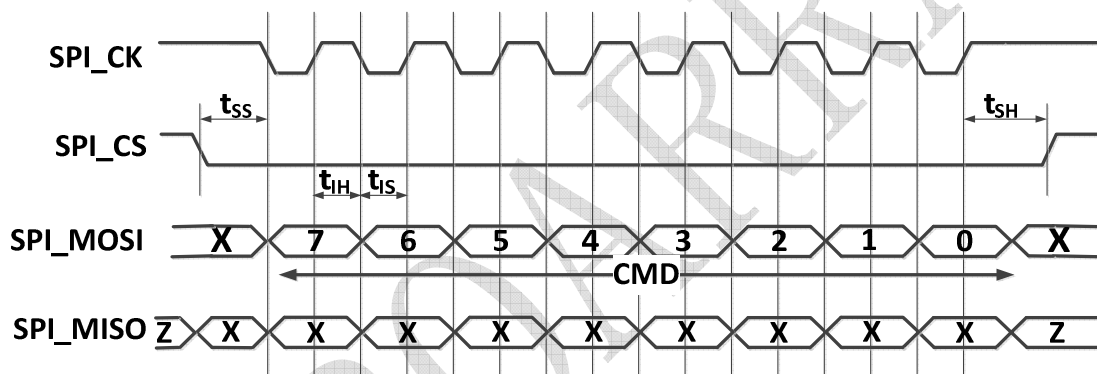 SPI_CK
tSS
tSH
SPI_CS
tIH tIS
SPI_MOSI X 7 6 5 4 3 2 1 0 X
CMD
SPI_MISO Z X X X X X X X X X Z